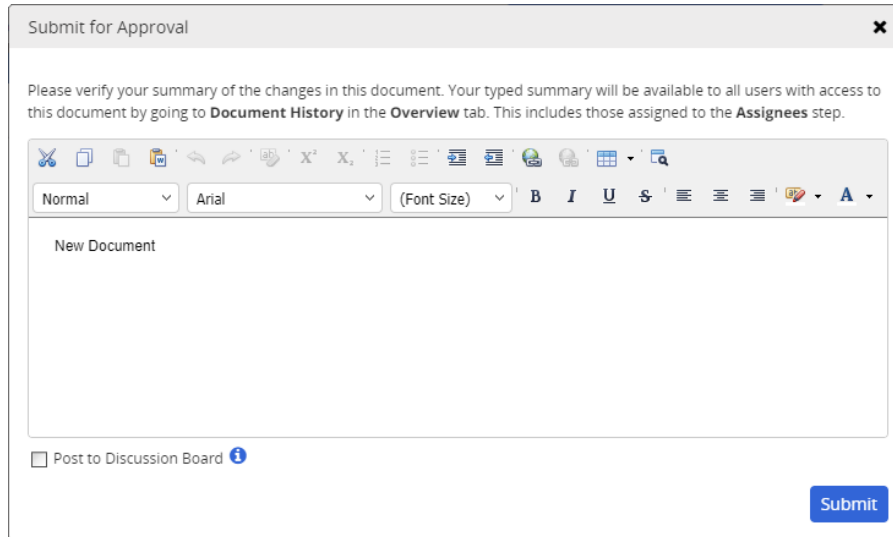 Submit for Approval
Please verify your summary of the changes in this document. Your typed summary will be available to all users with access to
this document by going to Document History in the Overview tab. This includes those assigned to the Assignees step.
Normal Arial (Font Size) B I U S A
New Document
Post to Discussion Board
Submit